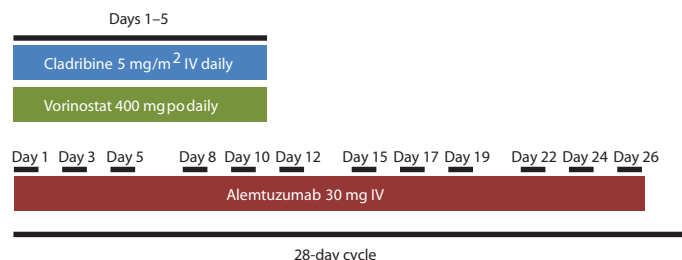 Days 1–5
Cladribine 5 mg/m2 IV daily
Vorinostat 400 mg po daily
Day 1 Day 3 Day 5 Day 8 Day 10 Day 12 Day 15 Day 17 Day 19 Day 22 Day 24 Day 26
Alemtuzumab 30 mg IV
28-day cycle